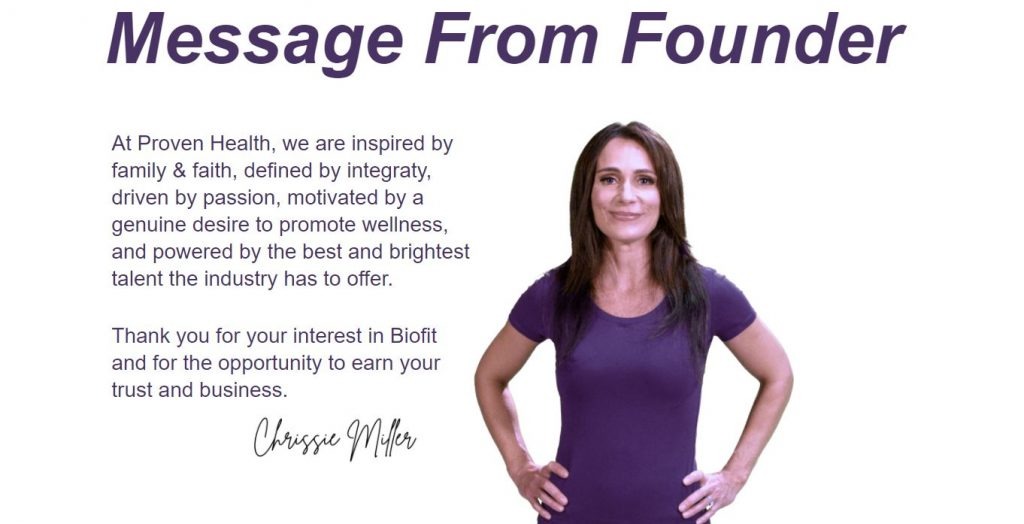 Message From Founder
At Proven Health, we are inspired by
family & faith, defined by integraty,
driven by passion, motivated by a
genuine desire to promote wellness,
and powered by the best and brightest
talent the industry has to offer.
Thank you for your interest in Biofit
and for the opportunity to earn your
trust and business.
Chrissie Miller